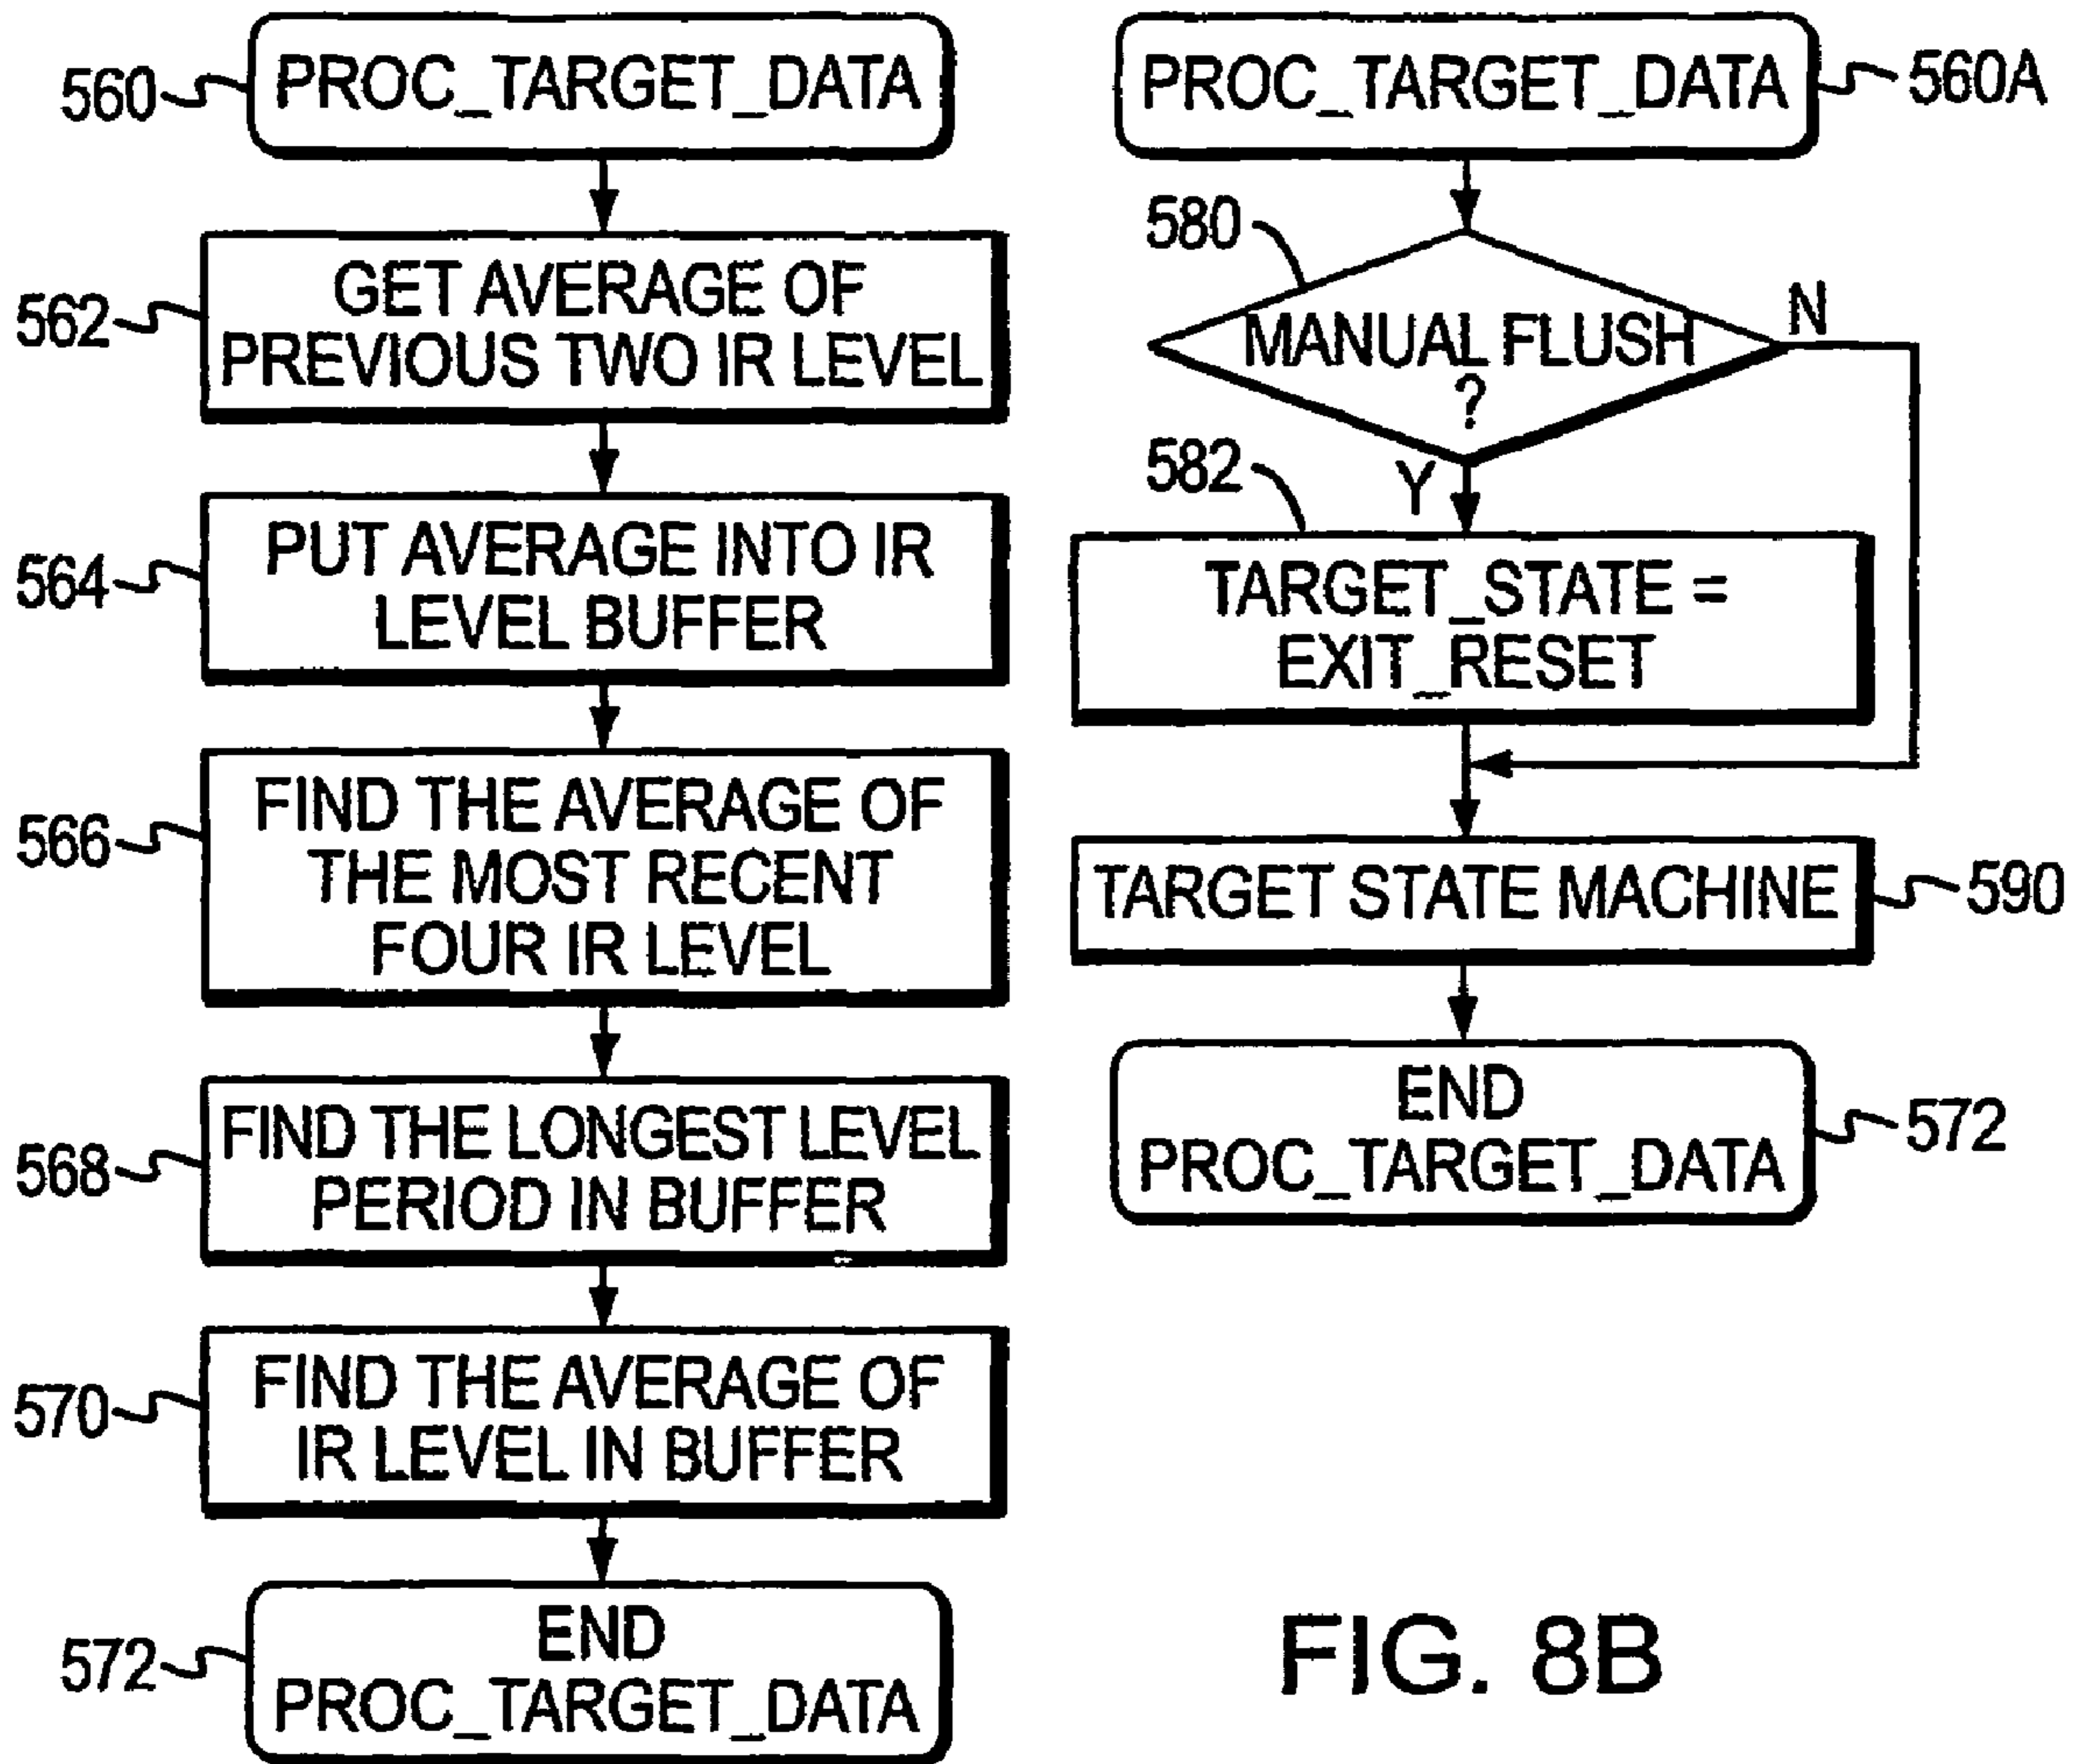 560
PROC_TARGET_DATA
562
GET AVERAGE OF
PREVIOUS TWO IR LEVEL
564
PUT AVERAGE INTO IR
LEVEL BUFFER
566
FIND THE AVERAGE OF
THE MOST RECENT
FOUR IR LEVEL
568
FIND THE LONGEST LEVEL
PERIOD IN BUFFER
570
FIND THE AVERAGE OF
IR LEVEL IN BUFFER
572
END
PROC_TARGET_DATA
PROC_TARGET_DATA
560A
580
MANUAL FLUSH
?
N
Y
582
TARGET_STATE =
EXIT_RESET
TARGET STATE MACHINE
590
END
PROC_TARGET_DATA
572
FIG. 8B